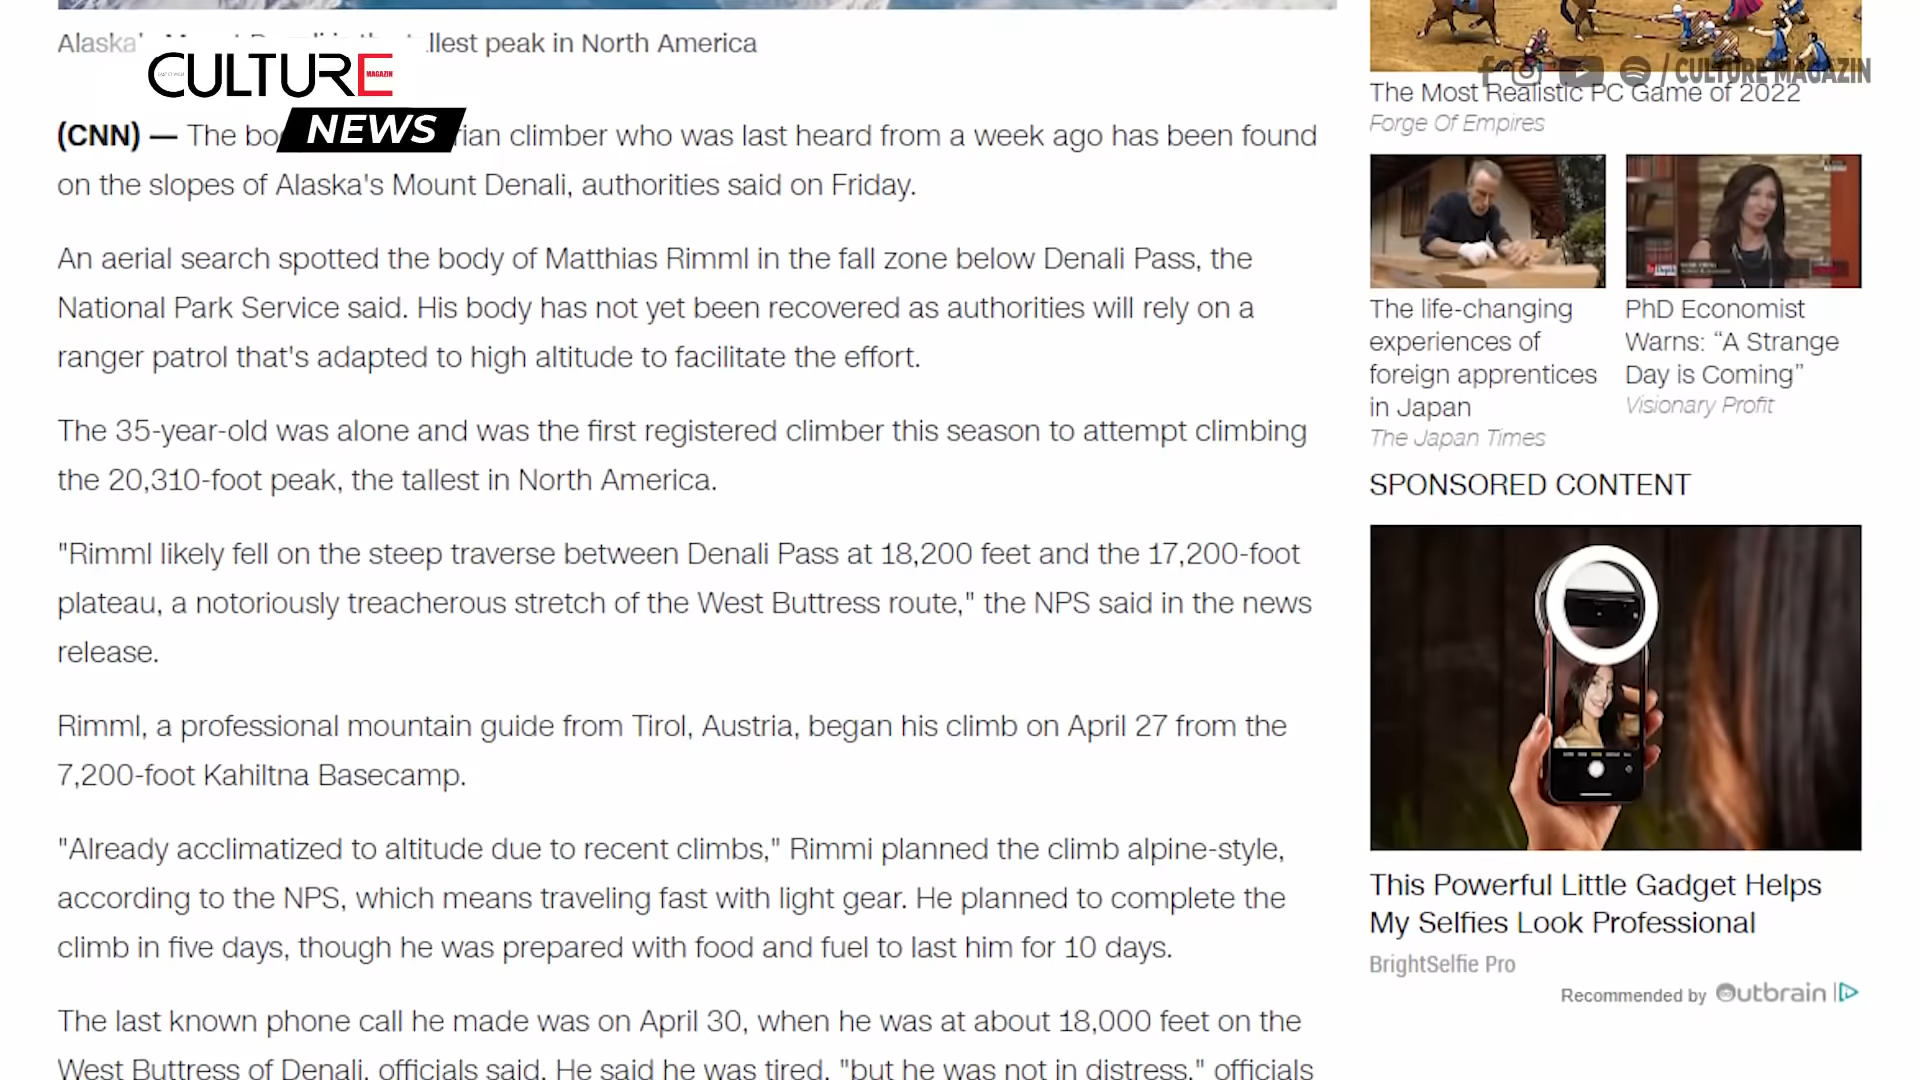 Alaska
llest peak in North America
CULTURE
MAGAZIN
NEWS
(CNN) — The bo rian climber who was last heard from a week ago has been found
on the slopes of Alaska's Mount Denali, authorities said on Friday.
An aerial search spotted the body of Matthias Rimml in the fall zone below Denali Pass, the
National Park Service said. His body has not yet been recovered as authorities will rely on a
ranger patrol that's adapted to high altitude to facilitate the effort.
The 35-year-old was alone and was the first registered climber this season to attempt climbing
the 20,310-foot peak, the tallest in North America.
"Rimml likely fell on the steep traverse between Denali Pass at 18,200 feet and the 17,200-foot
plateau, a notoriously treacherous stretch of the West Buttress route," the NPS said in the news
release.
Rimml, a professional mountain guide from Tirol, Austria, began his climb on April 27 from the
7,200-foot Kahiltna Basecamp.
"Already acclimatized to altitude due to recent climbs," Rimmi planned the climb alpine-style,
according to the NPS, which means traveling fast with light gear. He planned to complete the
climb in five days, though he was prepared with food and fuel to last him for 10 days.
The last known phone call he made was on April 30, when he was at about 18,000 feet on the
West Buttress of Denali, officials said. He said he was tired, "but he was not in distress," officials
/ CULTURE MAGAZIN
The Most Realistic PC Game of 2022
Forge Of Empires
The life-changing
experiences of
foreign apprentices
in Japan
The Japan Times
PhD Economist
Warns: “A Strange
Day is Coming”
Visionary Profit
SPONSORED CONTENT
This Powerful Little Gadget Helps
My Selfies Look Professional
BrightSelfie Pro
Recommended by Outbrain